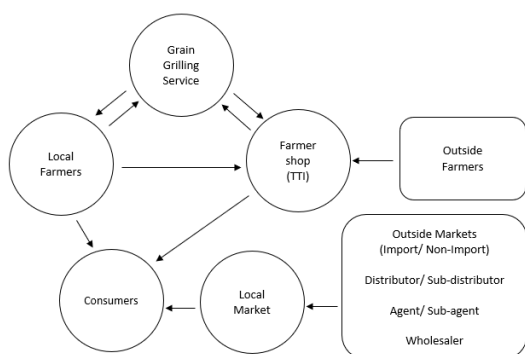 Grain
Grilling
Service
Local
Farmers
Farmer
shop
(TTI)
Outside
Farmers
Outside Markets
(Import/ Non-Import)
Distributor/ Sub-distributor
Agent/ Sub-agent
Wholesaler
Consumers
Local
Market